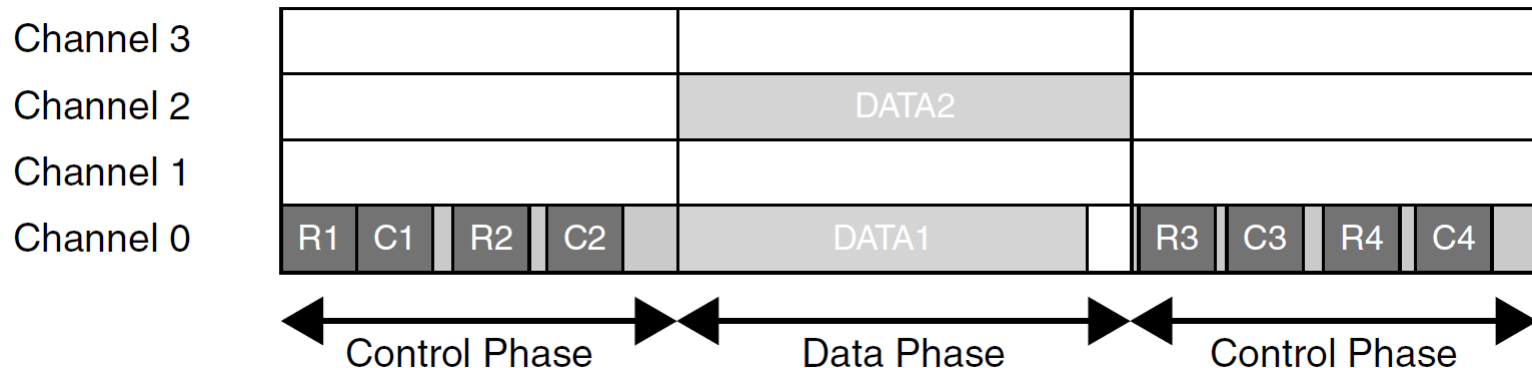 Channel 3
Channel 2 DATA2
Channel 1
Channel 0 R1 C1 R2 C2 DATA1 R3 C3 R4 C4
Control Phase Data Phase Control Phase